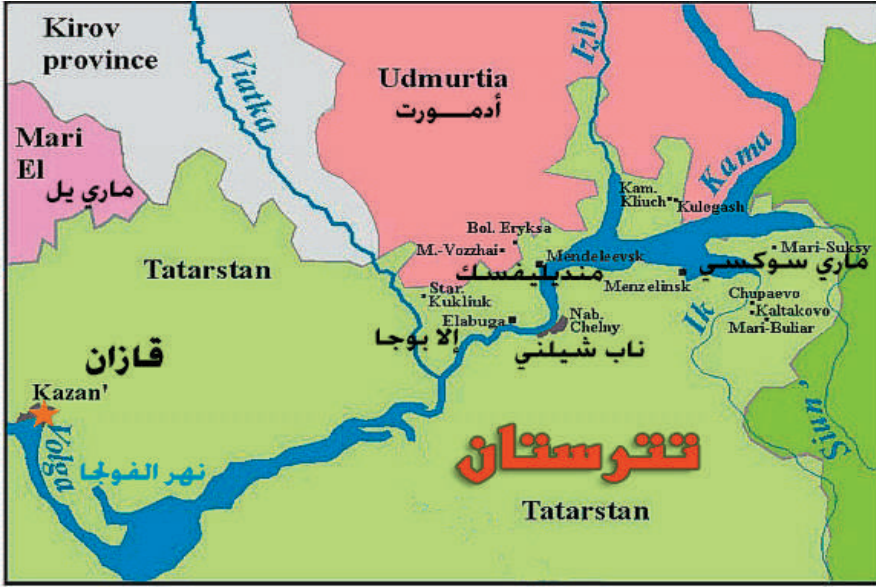 Kirov
province
Viatka
Udmurtia
أدمـــورت
Izh
Kama
Mari
El
ماري يل
Kam.
Kliuch
Kulegash
Bol. Eryksa
M.-Vozzhai
Mendeleevsk
منديليفسك
Mari-Suksy
ماري سوكسي
Menzelinsk
Tatarstan
Star.
Kukliuk
Elabuga
إلا بوجا
Nab.
Chelny
ناب شيلني
Chupaevo
Kaltakovo
Mari-Buliar
Ik
Siun'
قازان
Kazan'
Volga
نهر الفولجا
تترستان
Tatarstan